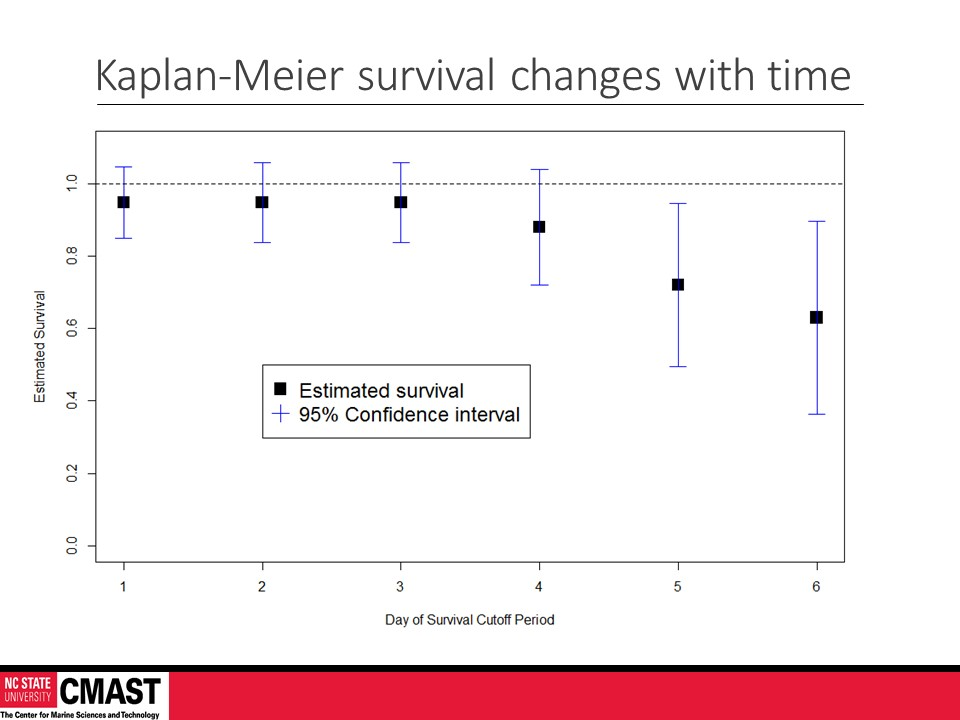 Kaplan-Meier survival changes with time
1.0
0.8
0.6
0.4
0.2
0.0
Estimated Survival
Estimated survival
95% Confidence interval
1 2 3 4 5 6
Day of Survival Cutoff Period
NC STATE
UNIVERSITY
CMAST
The Center for Marine Sciences and Technology